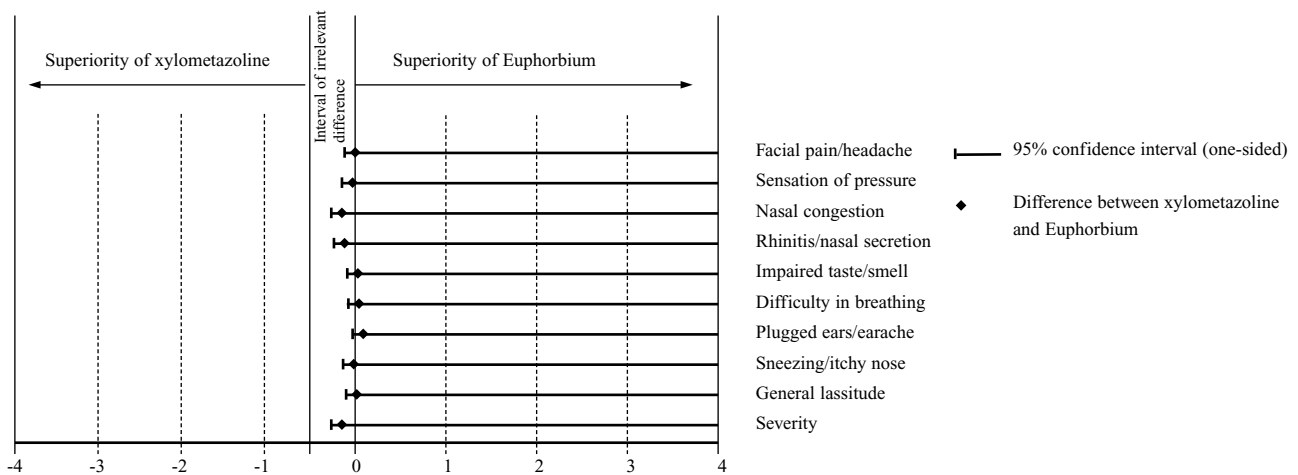 Superiority of xylometazoline
Interval of irrelevant
difference
Superiority of Euphorbium
Facial pain/headache
Sensation of pressure
Nasal congestion
Rhinitis/nasal secretion
Impaired taste/smell
Difficulty in breathing
Plugged ears/earache
Sneezing/itchy nose
General lassitude
Severity
95% confidence interval (one-sided)
Difference between xylometazoline
and Euphorbium
-4 -3 -2 -1 0 1 2 3 4